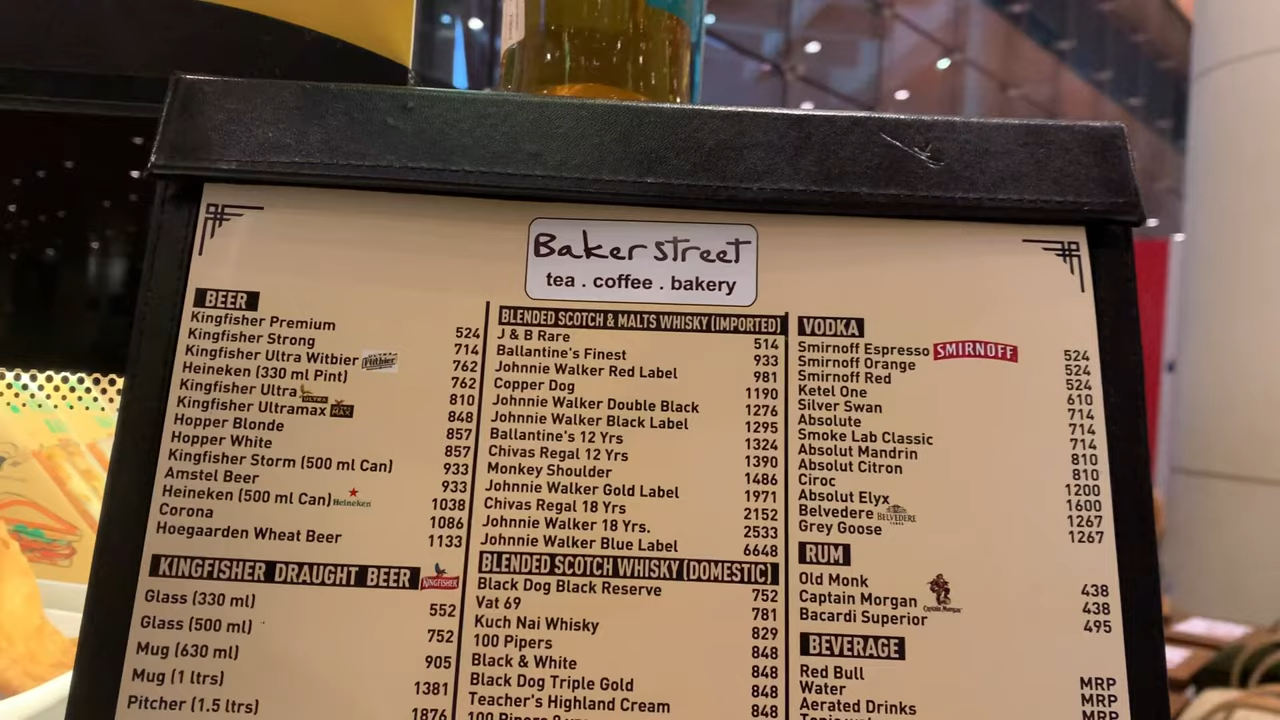 Baker street
tea . coffee . bakery
BEER
Kingfisher Premium 524
Kingfisher Strong 714
Kingfisher Ultra Witbier 762
Heineken (330 ml Pint) 762
Kingfisher Ultra ULTRA 810
Kingfisher Ultramax MAX 848
Hopper Blonde 857
Hopper White 857
Kingfisher Storm (500 ml Can) 933
Amstel Beer 933
Heineken (500 ml Can) Heineken 1038
Corona 1086
Hoegaarden Wheat Beer 1133
KINGFISHER DRAUGHT BEER KINGFISHER
Glass (330 ml) 552
Glass (500 ml) 752
Mug (630 ml) 905
Mug (1 ltrs) 1381
Pitcher (1.5 ltrs) 1876
BLENDED SCOTCH & MALTS WHISKY (IMPORTED)
J & B Rare 514
Ballantine's Finest 933
Johnnie Walker Red Label 981
Copper Dog 1190
Johnnie Walker Double Black 1276
Johnnie Walker Black Label 1295
Ballantine's 12 Yrs 1324
Chivas Regal 12 Yrs 1390
Monkey Shoulder 1486
Johnnie Walker Gold Label 1971
Chivas Regal 18 Yrs 2152
Johnnie Walker 18 Yrs. 2533
Johnnie Walker Blue Label 6648
BLENDED SCOTCH WHISKY (DOMESTIC)
Black Dog Black Reserve 752
Vat 69 781
Kuch Nai Whisky 829
100 Pipers 848
Black & White 848
Black Dog Triple Gold 848
Teacher's Highland Cream 848
100 Pipers
VODKA
Smirnoff Espresso SMIRNOFF 524
Smirnoff Orange 524
Smirnoff Red 524
Ketel One 610
Silver Swan 714
Absolute 714
Smoke Lab Classic 714
Absolut Mandrin 810
Absolut Citron 810
Ciroc 1200
Absolut Elyx 1600
Belvedere BELVEDERE 1267
Grey Goose 1267
RUM
Old Monk 438
Captain Morgan Captain Morgan 438
Bacardi Superior 495
BEVERAGE
Red Bull MRP
Water MRP
Aerated Drinks MRP